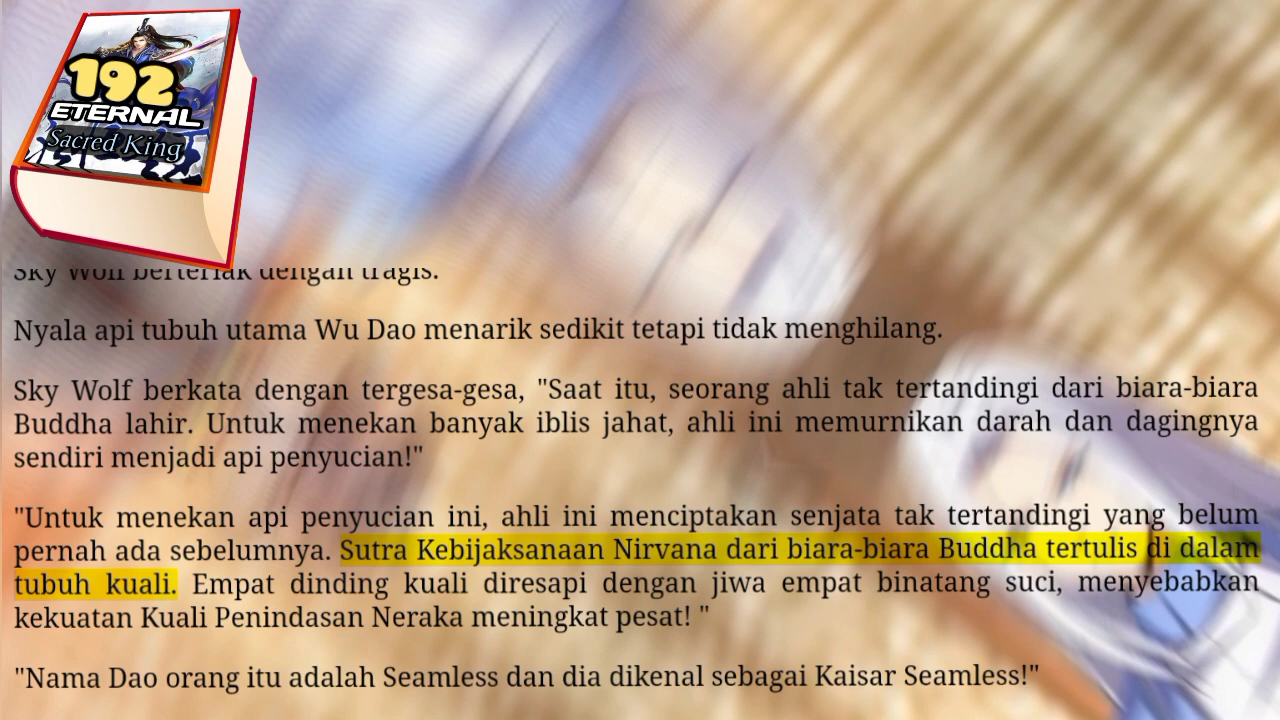 192
ETERNAL
Sacred King
Sky Wolf berteriak dengan tragis.
Nyala api tubuh utama Wu Dao menarik sedikit tetapi tidak menghilang.
Sky Wolf berkata dengan tergesa-gesa, "Saat itu, seorang ahli tak tertandingi dari biara-biara
Buddha lahir. Untuk menekan banyak iblis jahat, ahli ini memurnikan darah dan dagingnya
sendiri menjadi api penyucian!"
"Untuk menekan api penyucian ini, ahli ini menciptakan senjata tak tertandingi yang belum
pernah ada sebelumnya. Sutra Kebijaksanaan Nirvana dari biara-biara Buddha tertulis di dalam
tubuh kuali. Empat dinding kuali diresapi dengan jiwa empat binatang suci, menyebabkan
kekuatan Kuali Penindasan Neraka meningkat pesat! "
"Nama Dao orang itu adalah Seamless dan dia dikenal sebagai Kaisar Seamless!"